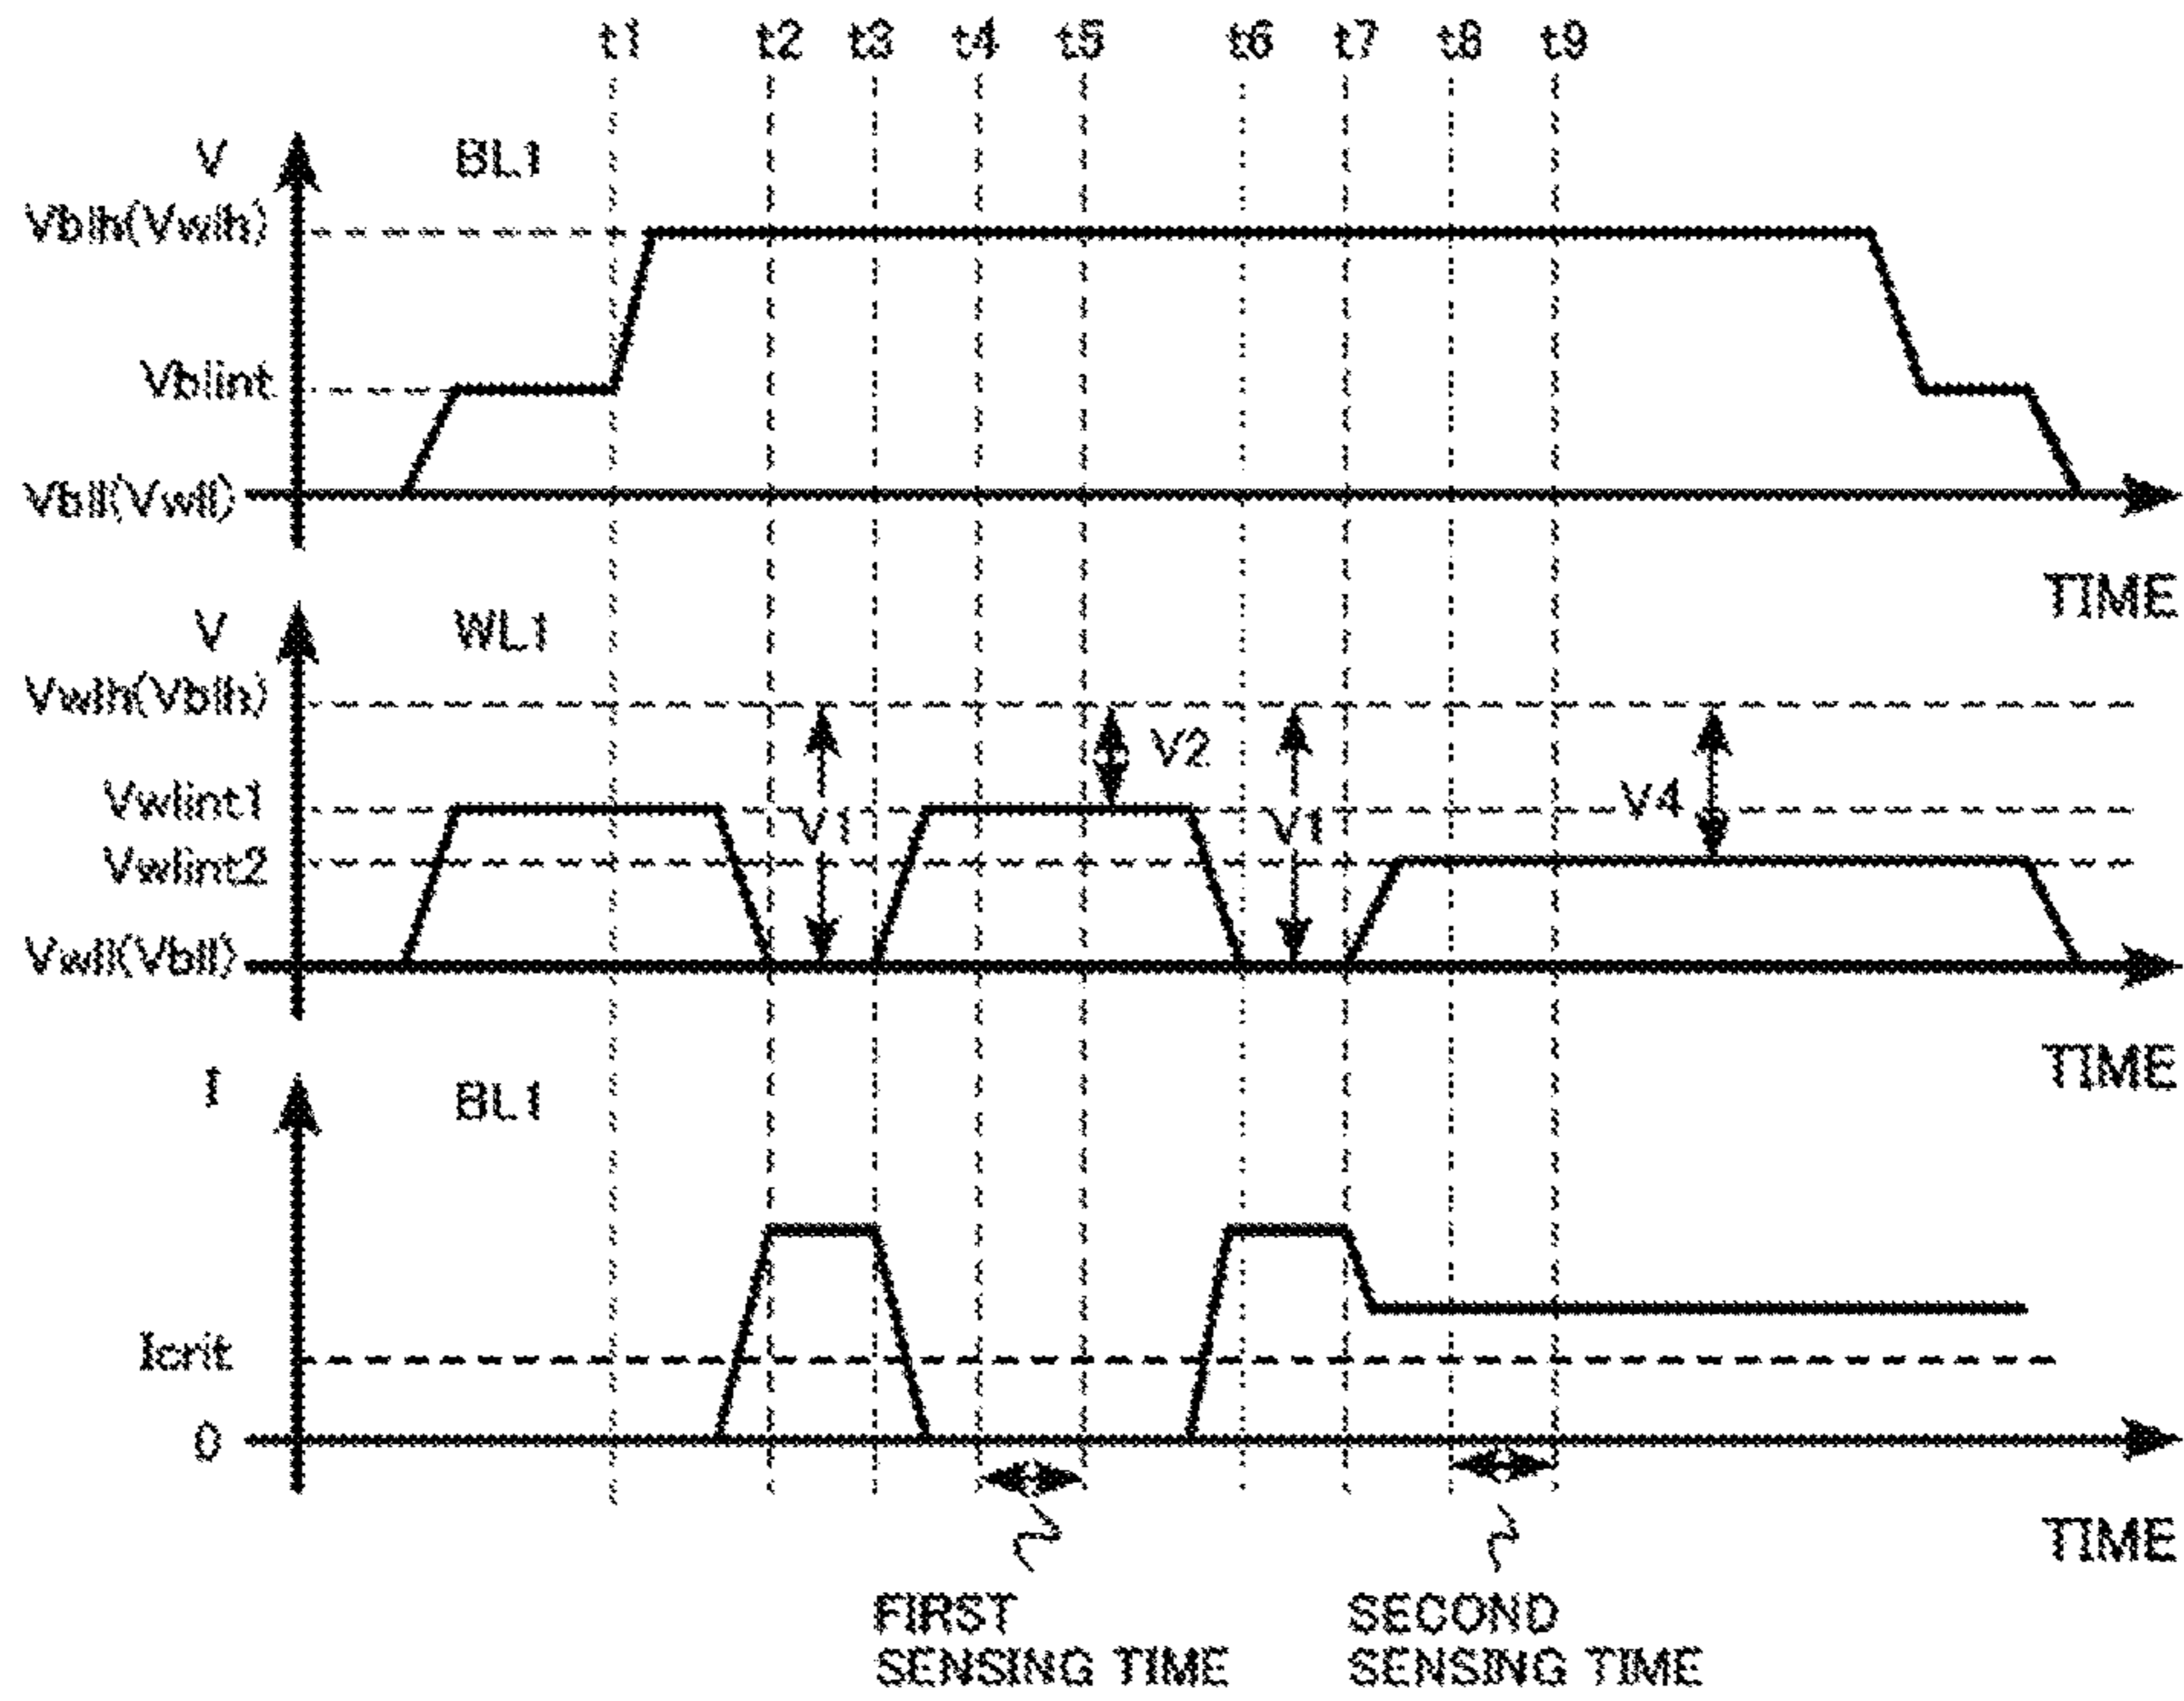 t1 t2 t3 t4 t5 t6 t7 t8 t9
V BL1
Vblh(Vwlh)
Vblint
Vbll(Vwll)
TIME
V WL1
Vwlh(Vblh)
V2
Vwlint1
V1 V1 V4
Vwlint2
Vwll(Vbll)
TIME
I BL1
Icrit
0
TIME
FIRST
SENSING TIME
SECOND
SENSING TIME